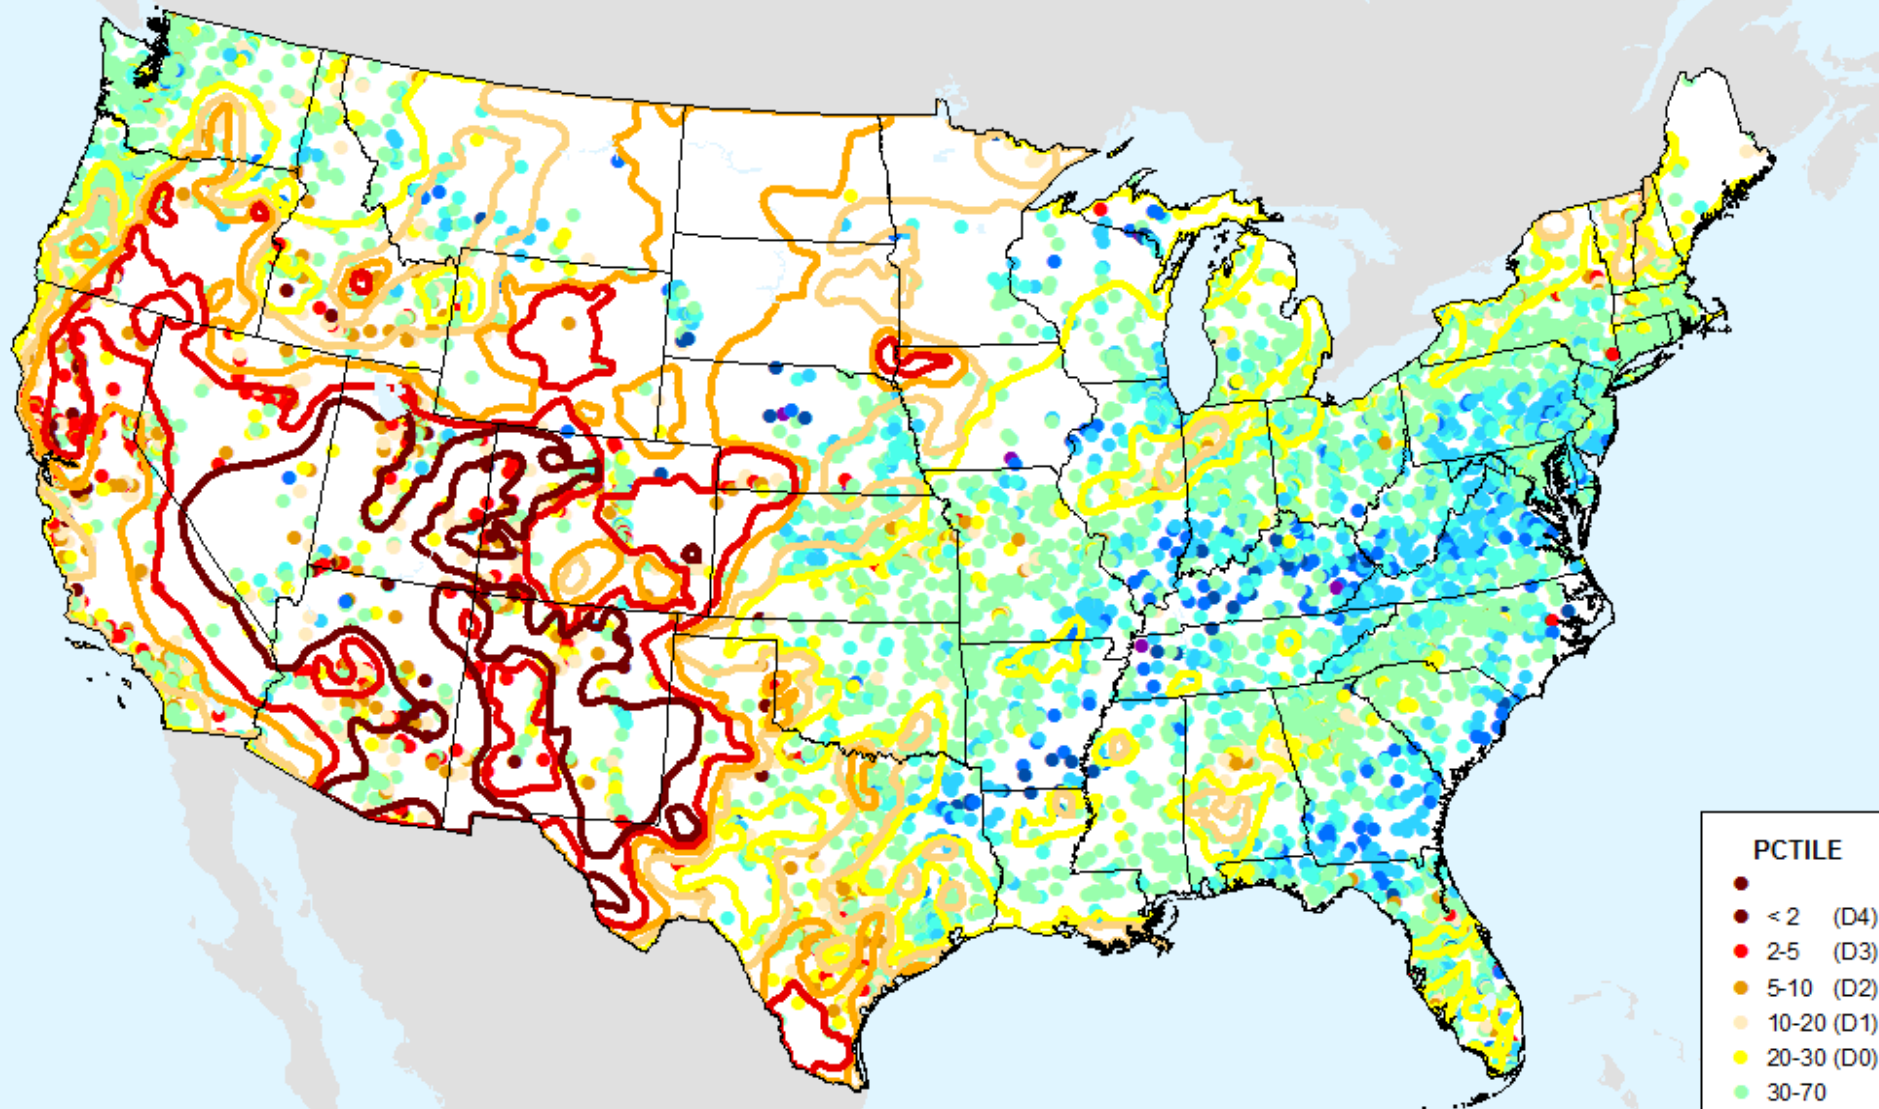 PCTILE
< 2 (D4)
2-5 (D3)
5-10 (D2)
10-20 (D1)
20-30 (D0)
30-70